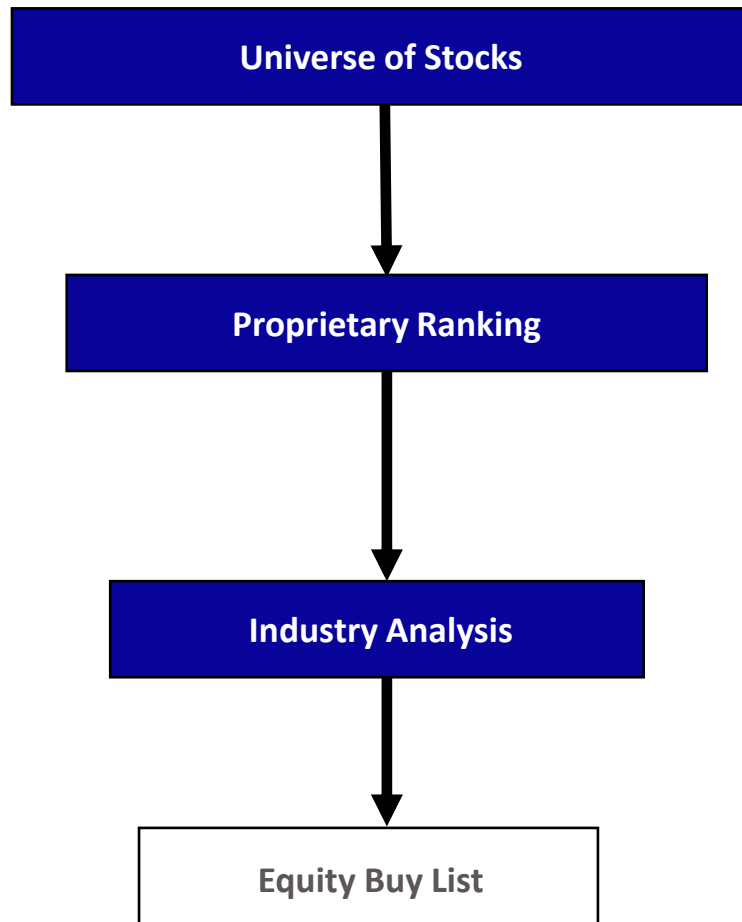 Universe of Stocks
Proprietary Ranking
Industry Analysis
Equity Buy List